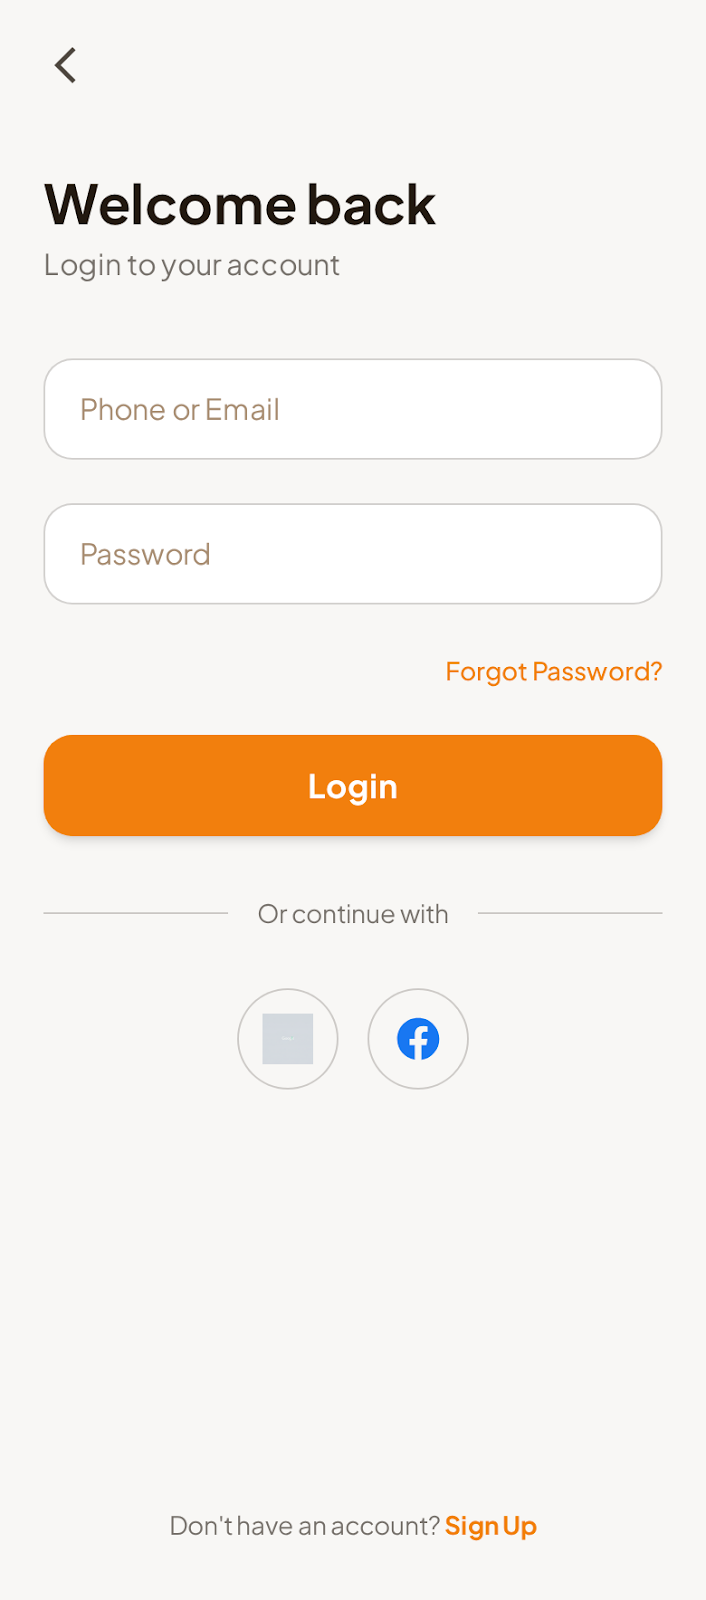 Welcome back
Login to your account
Phone or Email
Password
Forgot Password?
Login
Or continue with
Don't have an account? Sign Up